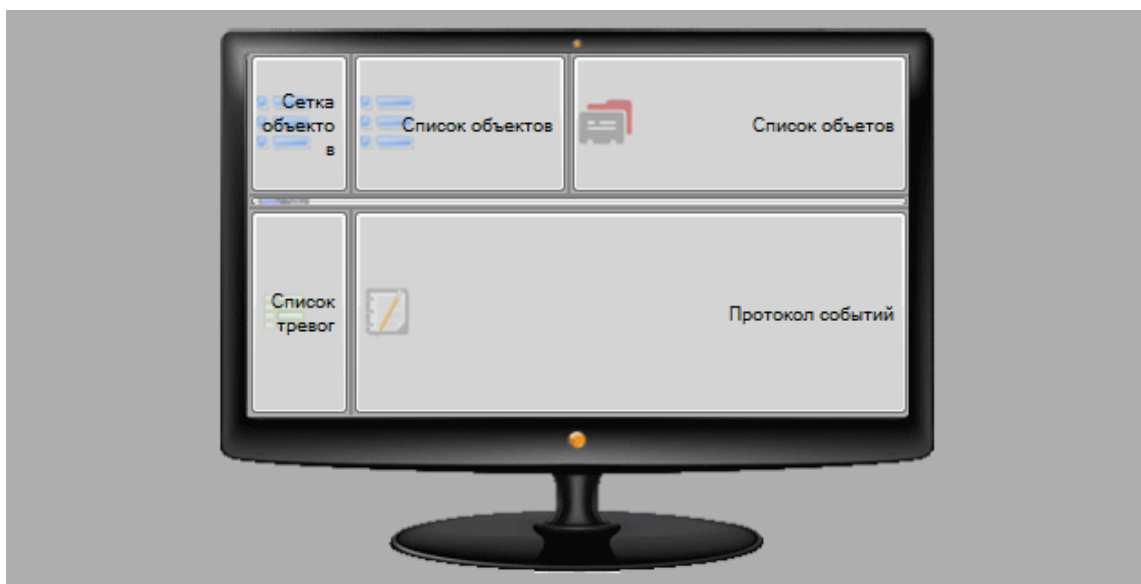 Сетка
объекто
в
Список объектов
Список объетов
Список
тревог
Протокол событий